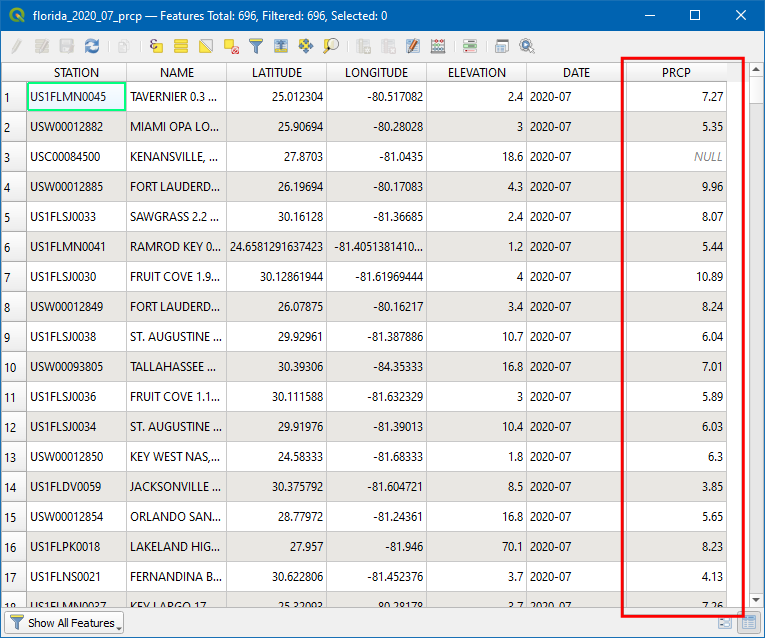 florida_2020_07_prcp — Features Total: 696, Filtered: 696, Selected: 0
STATION NAME LATITUDE LONGITUDE ELEVATION DATE PRCP
1 US1FLMN0045 TAVERNIER 0.3 ... 25.012304 -80.517082 2.4 2020-07 7.27
2 USW00012882 MIAMI OPA LO... 25.90694 -80.28028 3 2020-07 5.35
3 USC00084500 KENANSVILLE, ... 27.8703 -81.0435 18.6 2020-07 NULL
4 USW00012885 FORT LAUDERD... 26.19694 -80.17083 4.3 2020-07 9.96
5 US1FLSJ0033 SAWGRASS 2.2 ... 30.16128 -81.36685 2.4 2020-07 8.07
6 US1FLMN0041 RAMROD KEY 0... 24.6581291637423 -81.4051381410... 1.2 2020-07 5.44
7 US1FLSJ0030 FRUIT COVE 1.9... 30.12861944 -81.61969444 4 2020-07 10.89
8 USW00012849 FORT LAUDERD... 26.07875 -80.16217 3.4 2020-07 8.24
9 US1FLSJ0038 ST. AUGUSTINE ... 29.92961 -81.387886 10.7 2020-07 6.04
10 USW00093805 TALLAHASSEE ... 30.39306 -84.35333 16.8 2020-07 7.01
11 US1FLSJ0036 FRUIT COVE 1.1... 30.111588 -81.632329 3 2020-07 5.89
12 US1FLSJ0034 ST. AUGUSTINE ... 29.91976 -81.39013 10.4 2020-07 6.03
13 USW00012850 KEY WEST NAS,... 24.58333 -81.68333 1.8 2020-07 6.3
14 US1FLDV0059 JACKSONVILLE ... 30.375792 -81.604721 8.5 2020-07 3.85
15 USW00012854 ORLANDO SAN... 28.77972 -81.24361 16.8 2020-07 5.65
16 US1FLPK0018 LAKELAND HIG... 27.957 -81.946 70.1 2020-07 8.23
17 US1FLNS0021 FERNANDINA B... 30.622806 -81.452376 3.7 2020-07 4.13
18 US1FLMN0037 KEY LARGO 17... 25.32093 -80.28178 3.7 2020-07 7.26
Show All Features